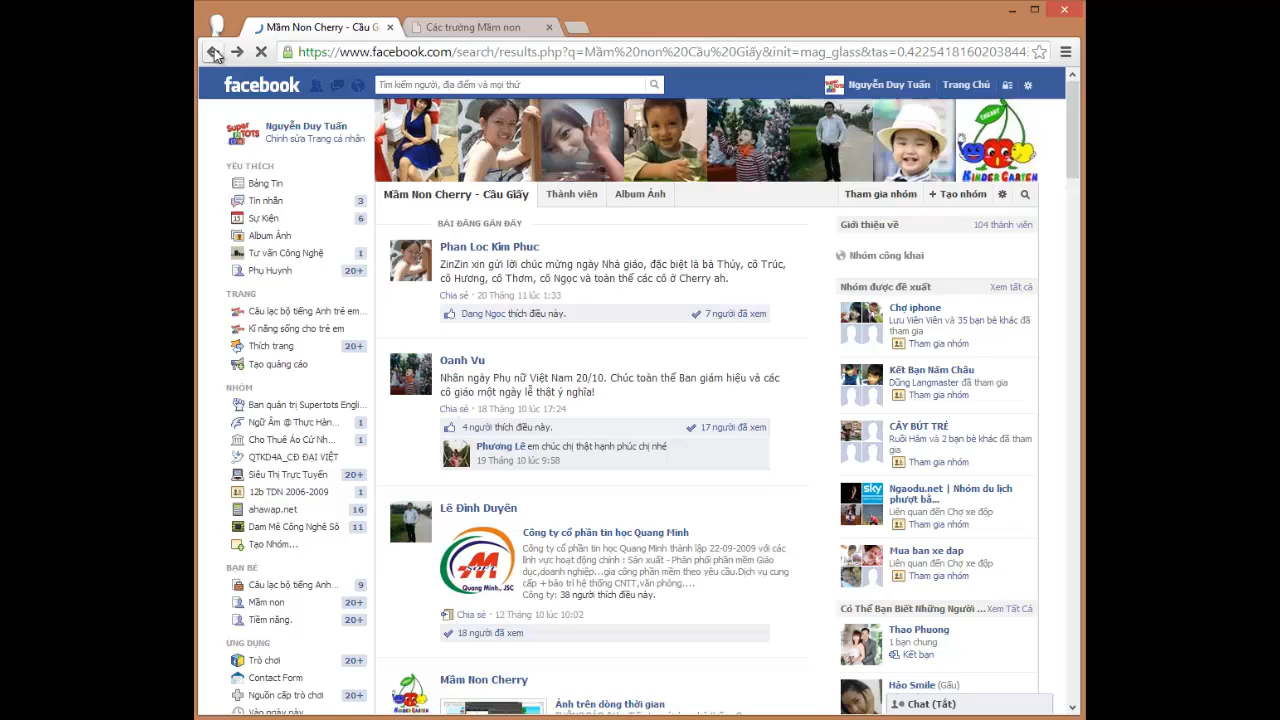 Mầm Non Cherry - Cầu G
Các trường Mầm non
https://www.facebook.com/search/results.php?q=Mầm%20non%20Cầu%20Giấy&init=mag_glass&tas=0.4225418160203844
facebook
Tìm kiếm người, địa điểm và mọi thứ
Nguyễn Duy Tuấn
Trang Chủ
SUPER TOTS
Nguyễn Duy Tuấn
Chỉnh sửa Trang cá nhân
YÊU THÍCH
Bảng Tin
Tin nhắn 3
Sự Kiện 6
Album Ảnh
Tư vấn Công Nghệ 1
Phụ Huynh 20+
TRANG
Câu lạc bộ tiếng Anh trẻ em...
Kĩ năng sống cho trẻ em
Thích trang 20+
Tạo quảng cáo
NHÓM
Ban quản trị Supertots Engli...
Ngữ Âm @ Thực Hàn... 1
Cho Thuê Áo Cử Nh... 1
QTKD4A_CĐ ĐẠI VIỆT
Siêu Thị Trực Tuyến 20+
12b TDN 2006-2009 1
ahawap.net 16
Dam Mê Công Nghê Sô 11
Tạo Nhóm...
BẠN BÈ
Câu lạc bộ tiếng Anh... 9
Mầm non 20+
Tiềm năng. 20+
ỨNG DỤNG
Trò chơi 20+
Contact Form
Nguồn cấp trò chơi 20+
Vào ngày này
CHERRY
KINDER GARTEN
Mầm Non Cherry - Cầu Giấy
Thành viên
Album Ảnh
Tham gia nhóm
+ Tạo nhóm
BÀI ĐĂNG GẦN ĐÂY
Phan Loc Kim Phuc
ZinZin xin gửi lời chúc mừng ngày Nhà giáo, đặc biệt là bà Thủy, cô Trúc,
cô Hương, cô Thơm, cô Ngọc và toàn thể các cô ở Cherry ah.
Chia sẻ · 20 Tháng 11 lúc 1:33
Dang Ngoc thích điều này.
7 người đã xem
Oanh Vu
Nhân ngày Phụ nữ Việt Nam 20/10. Chúc toàn thể Ban giám hiệu và các
cô giáo một ngày lễ thật ý nghĩa!
Chia sẻ · 18 Tháng 10 lúc 17:24
4 người thích điều này.
17 người đã xem
Phương Lê em chúc chị thật hạnh phúc chị nhé
19 Tháng 10 lúc 9:58
Lê Đình Duyên
Công ty cổ phần tin học Quang Minh
Công ty cổ phần tin học Quang Minh thành lập 22-09-2009 với các
lĩnh vực hoạt động chính : Sản xuất - Phân phối phần mềm Giáo
dục,doanh nghiệp...gia công phần mềm theo yêu cầu.Dịch vụ cung
cấp + bảo trì hệ thống CNTT,văn phòng,....
Công ty: 38 người thích điều này.
Quang Minh., JSC
Chia sẻ · 12 Tháng 10 lúc 10:02
18 người đã xem
Mầm Non Cherry
Ảnh trên dòng thời gian
KINDER GARTEN
Giới thiệu về
104 thành viên
Nhóm công khai
Nhóm được đề xuất
Xem tất cả
Chợ iphone
Lưu Viên Viên và 35 bạn bè khác đã
tham gia
Tham gia nhóm
Kết Bạn Năm Châu
Dũng Langmaster đã tham gia
Tham gia nhóm
CÂY BÚT TRẺ
Ruồi Hâm và 2 bạn bè khác đã tham
gia
Tham gia nhóm
sky
Ngaodu.net | Nhóm du lịch
phượt bă...
Liên quan đến Chợ xe độp
Tham gia nhóm
Mua ban xe dap
Liên quan đến Chợ xe độp
Tham gia nhóm
Có Thể Bạn Biết Những Người ...
Xem Tất Cả
Thao Phuong
1 bạn chung
Kết bạn
Háo Smile (Gấu)
Chat (Tắt)